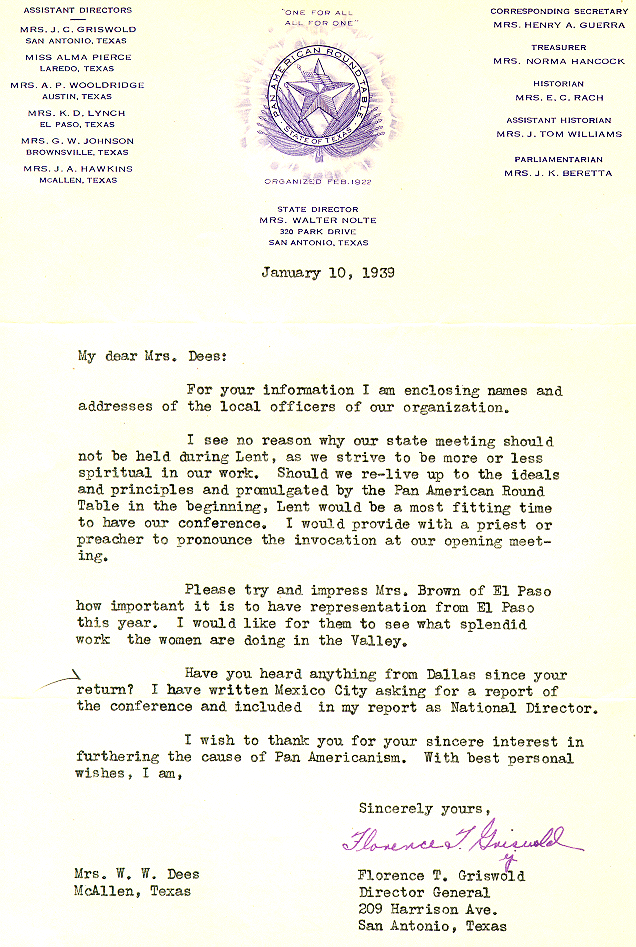 ASSISTANT DIRECTORS
MRS. J. C. GRISWOLD
SAN ANTONIO, TEXAS
MISS ALMA PIERCE
LAREDO, TEXAS
MRS. A. P. WOOLDRIDGE
AUSTIN, TEXAS
MRS. K. D. LYNCH
EL PASO, TEXAS
MRS. G. W. JOHNSON
BROWNSVILLE, TEXAS
MRS. J. A. HAWKINS
MCALLEN, TEXAS
"ONE FOR ALL
ALL FOR ONE"
PAN AMERICAN ROUND TABLE
STATE OF TEXAS
ORGANIZED FEB. 1922
STATE DIRECTOR
MRS. WALTER NOLTE
320 PARK DRIVE
SAN ANTONIO, TEXAS
CORRESPONDING SECRETARY
MRS. HENRY A. GUERRA
TREASURER
MRS. NORMA HANCOCK
HISTORIAN
MRS. E. C. RACH
ASSISTANT HISTORIAN
MRS. J. TOM WILLIAMS
PARLIAMENTARIAN
MRS. J. K. BERETTA
January 10, 1939
My dear Mrs. Dees:
For your information I am enclosing names and
addresses of the local officers of our organization.
I see no reason why our state meeting should
not be held during Lent, as we strive to be more or less
spiritual in our work. Should we re-live up to the ideals
and principles and promulgated by the Pan American Round
Table in the beginning, Lent would be a most fitting time
to have our conference. I would provide with a priest or
preacher to pronounce the invocation at our opening meet-
ing.
Please try and impress Mrs. Brown of El Paso
how important it is to have representation from El Paso
this year. I would like for them to see what splendid
work the women are doing in the Valley.
Have you heard anything from Dallas since your
return? I have written Mexico City asking for a report of
the conference and included in my report as National Director.
I wish to thank you for your sincere interest in
furthering the cause of Pan Americanism. With best personal
wishes, I am,
Sincerely yours,
Florence T. Griswold
y
Florence T. Griswold
Director General
209 Harrison Ave.
San Antonio, Texas
Mrs. W. W. Dees
McAllen, Texas